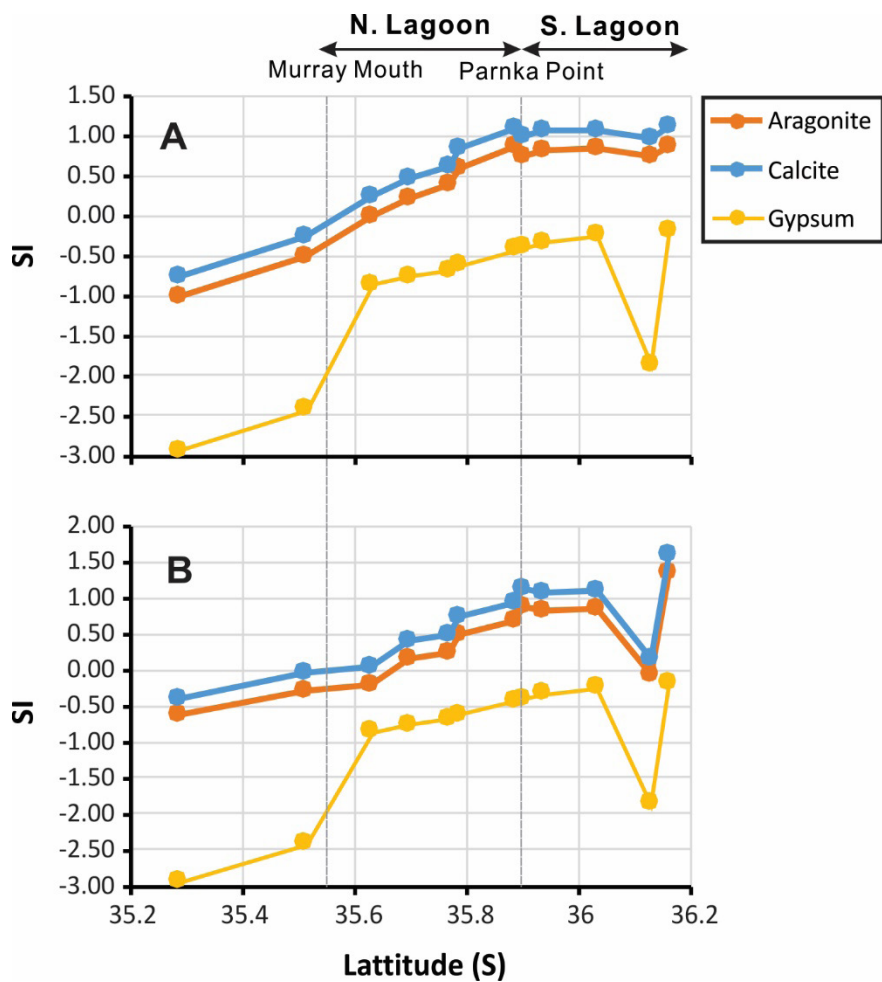 N. Lagoon S. Lagoon
Murray Mouth Parnka Point
A
SI
1.50
1.00
0.50
0.00
-0.50
-1.00
-1.50
-2.00
-2.50
-3.00
Aragonite
Calcite
Gypsum
B
SI
2.00
1.50
1.00
0.50
0.00
-0.50
-1.00
-1.50
-2.00
-2.50
-3.00
35.2 35.4 35.6 35.8 36 36.2
Lattitude (S)